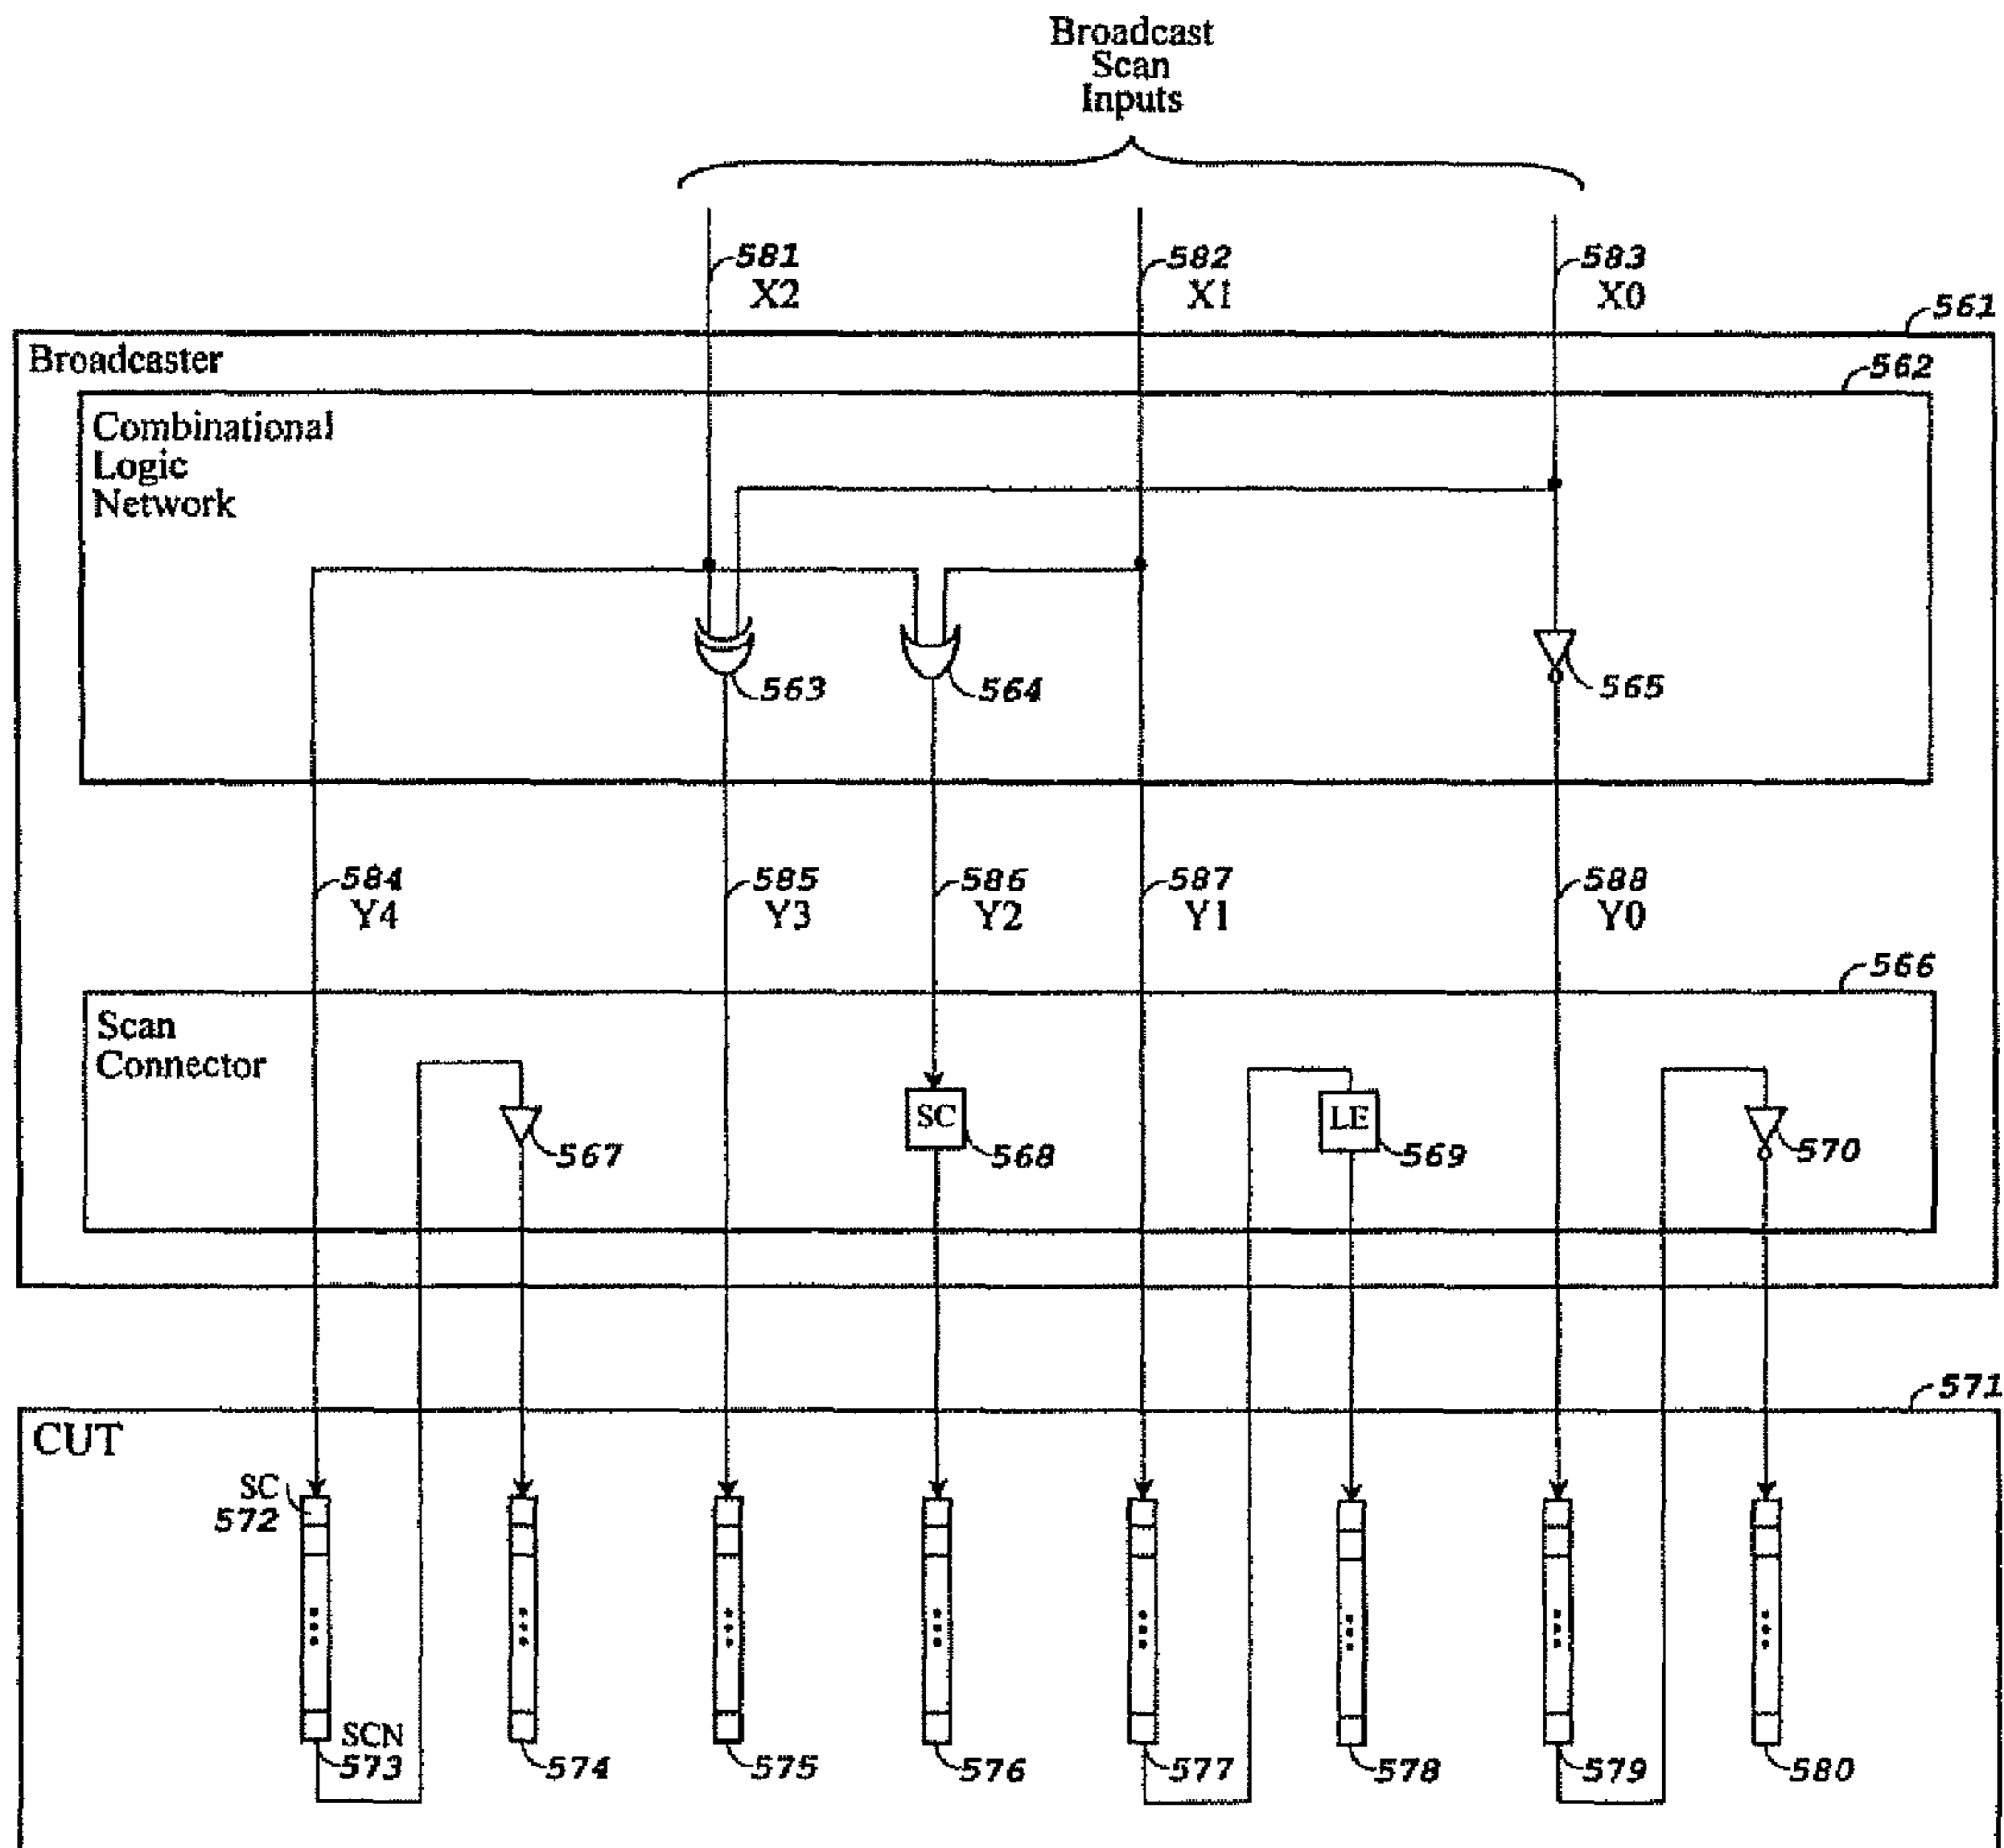 Broadcast
Scan
Inputs
581
X2
582
X1
583
X0
561
Broadcaster
562
Combinational
Logic
Network
563
564
565
584
Y4
585
Y3
586
Y2
587
Y1
588
Y0
566
Scan
Connector
567
SC
568
LE
569
570
571
CUT
SC
572
SCN
573
574
575
576
577
578
579
580